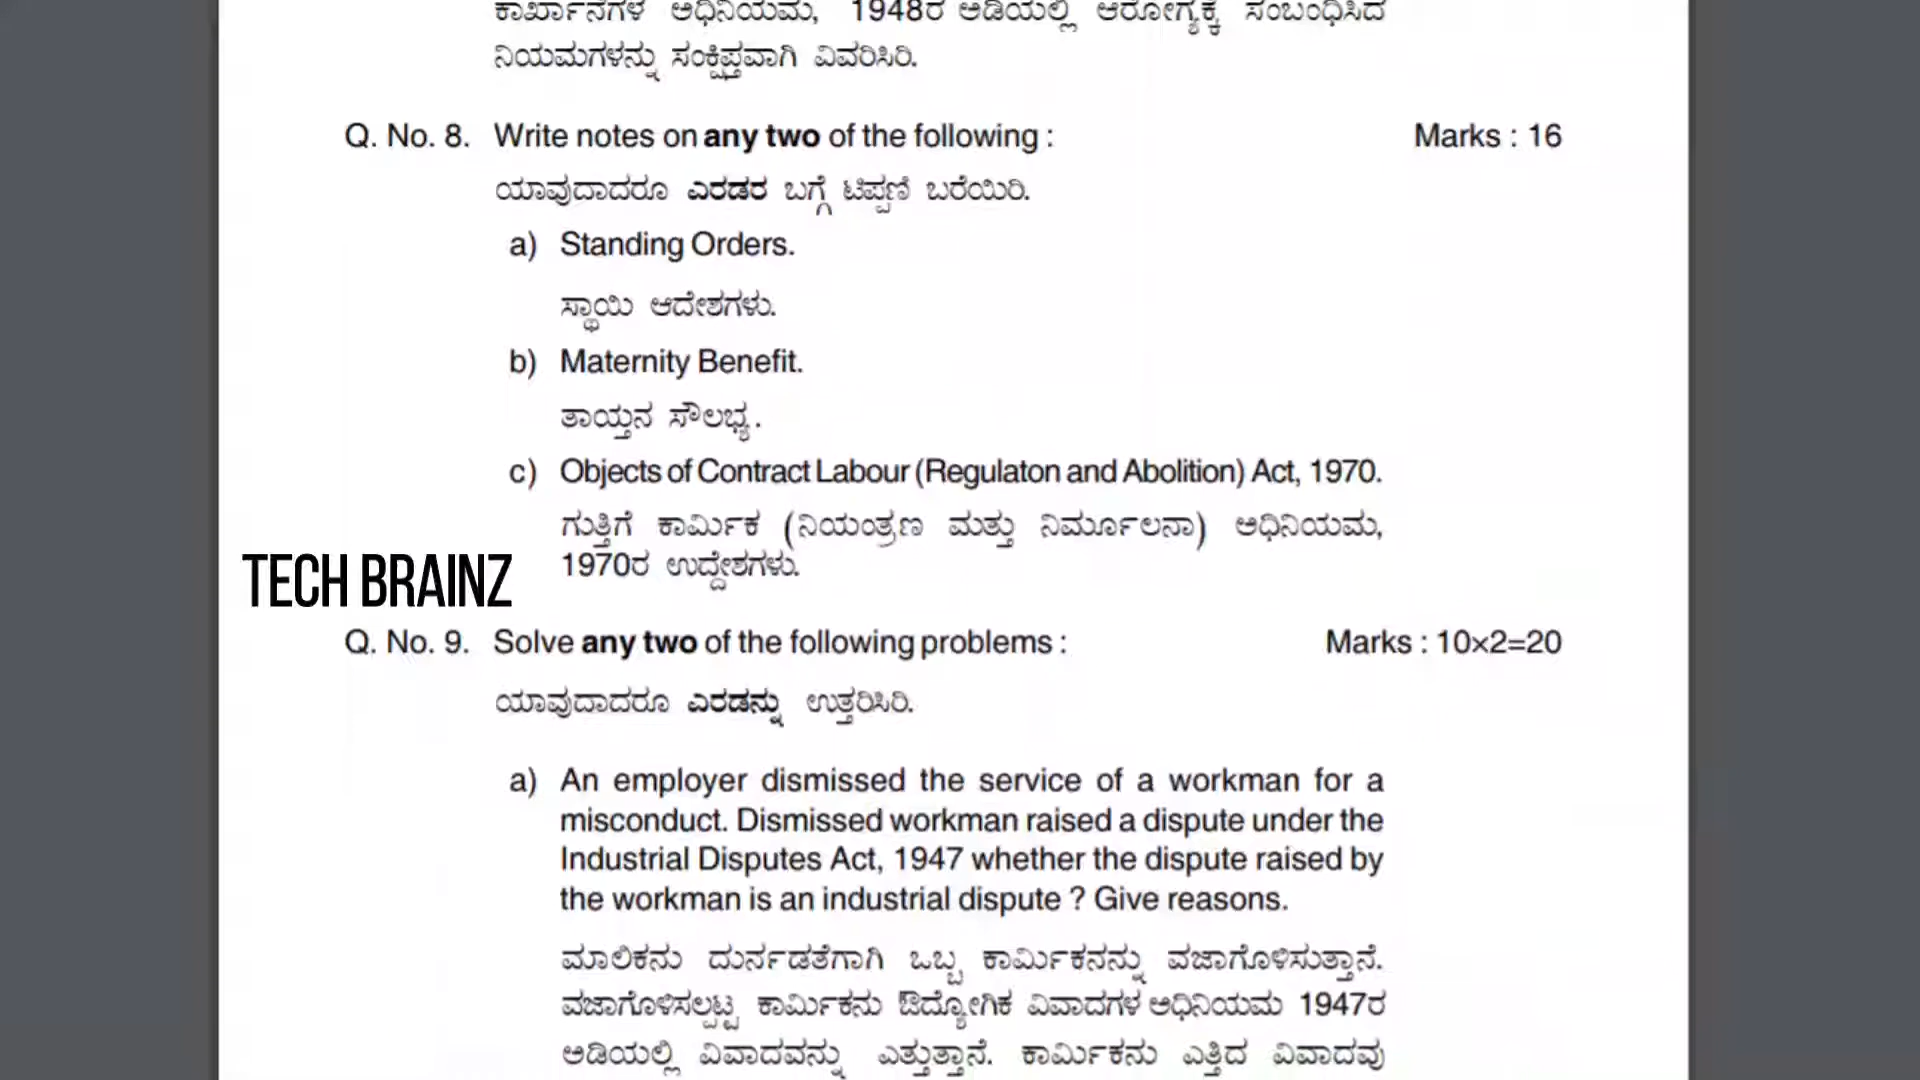 ಕಾರ್ಖಾನೆಗಳ ಅಧಿನಿಯಮ, 1948ರ ಅಡಿಯಲ್ಲಿ ಆರೋಗ್ಯಕ್ಕೆ ಸಂಬಂಧಿಸಿದ
ನಿಯಮಗಳನ್ನು ಸಂಕ್ಷಿಪ್ತವಾಗಿ ವಿವರಿಸಿರಿ.
Q. No. 8. Write notes on any two of the following : Marks : 16
ಯಾವುದಾದರೂ ಎರಡರ ಬಗ್ಗೆ ಟಿಪ್ಪಣಿ ಬರೆಯಿರಿ.
a) Standing Orders.
ಸ್ಥಾಯಿ ಆದೇಶಗಳು.
b) Maternity Benefit.
ತಾಯ್ತನ ಸೌಲಭ್ಯ.
c) Objects of Contract Labour (Regulaton and Abolition) Act, 1970.
ಗುತ್ತಿಗೆ ಕಾರ್ಮಿಕ (ನಿಯಂತ್ರಣ ಮತ್ತು ನಿರ್ಮೂಲನಾ) ಅಧಿನಿಯಮ,
1970ರ ಉದ್ದೇಶಗಳು.
TECH BRAINZ
Q. No. 9. Solve any two of the following problems : Marks : 10×2=20
ಯಾವುದಾದರೂ ಎರಡನ್ನು ಉತ್ತರಿಸಿರಿ.
a) An employer dismissed the service of a workman for a
misconduct. Dismissed workman raised a dispute under the
Industrial Disputes Act, 1947 whether the dispute raised by
the workman is an industrial dispute ? Give reasons.
ಮಾಲಿಕನು ದುರ್ನಡತೆಗಾಗಿ ಒಬ್ಬ ಕಾರ್ಮಿಕನನ್ನು ವಜಾಗೊಳಿಸುತ್ತಾನೆ.
ವಜಾಗೊಳಿಸಲ್ಪಟ್ಟ ಕಾರ್ಮಿಕನು ಔದ್ಯೋಗಿಕ ವಿವಾದಗಳ ಅಧಿನಿಯಮ 1947ರ
ಅಡಿಯಲ್ಲಿ ವಿವಾದವನ್ನು ಎತ್ತುತ್ತಾನೆ. ಕಾರ್ಮಿಕನು ಎತ್ತಿದ ವಿವಾದವು